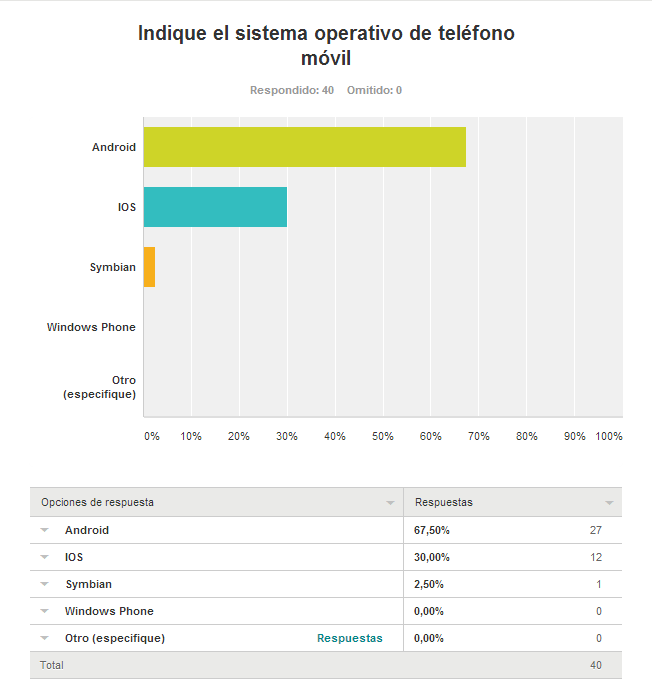 Indique el sistema operativo de teléfono
móvil
Respondido: 40 Omitido: 0
Android
IOS
Symbian
Windows Phone
Otro
(especifique)
0% 10% 20% 30% 40% 50% 60% 70% 80% 90% 100%
Opciones de respuesta Respuestas
Android 67,50% 27
IOS 30,00% 12
Symbian 2,50% 1
Windows Phone 0,00% 0
Otro (especifique) Respuestas 0,00% 0
Total 40